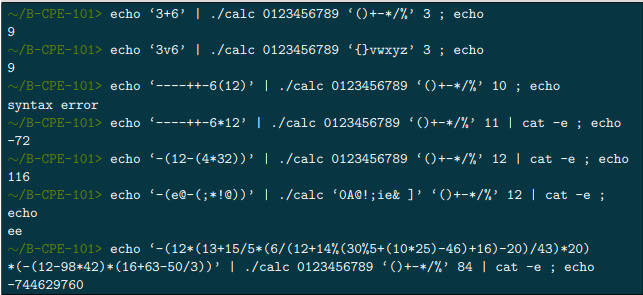 ~/B-CPE-101> echo ‘3+6’ | ./calc 0123456789 ‘()+-*/%’ 3 ; echo
9
~/B-CPE-101> echo ‘3v6’ | ./calc 0123456789 ‘{}vwxyz’ 3 ; echo
9
~/B-CPE-101> echo ‘----++-6(12)’ | ./calc 0123456789 ‘()+-*/%’ 10 ; echo
syntax error
~/B-CPE-101> echo ‘----++-6*12’ | ./calc 0123456789 ‘()+-*/%’ 11 | cat -e ; echo
-72
~/B-CPE-101> echo ‘-(12-(4*32))’ | ./calc 0123456789 ‘()+-*/%’ 12 | cat -e ; echo
116
~/B-CPE-101> echo ‘-(e@-(;*!@))’ | ./calc ‘0A@!;ie& ]’ ‘()+-*/%’ 12 | cat -e ;
echo
ee
~/B-CPE-101> echo ‘-(12*(13+15/5*(6/(12+14%(30%5+(10*25)-46)+16)-20)/43)*20)
*(-(12-98*42)*(16+63-50/3))’ | ./calc 0123456789 ‘()+-*/%’ 84 | cat -e ; echo
-744629760